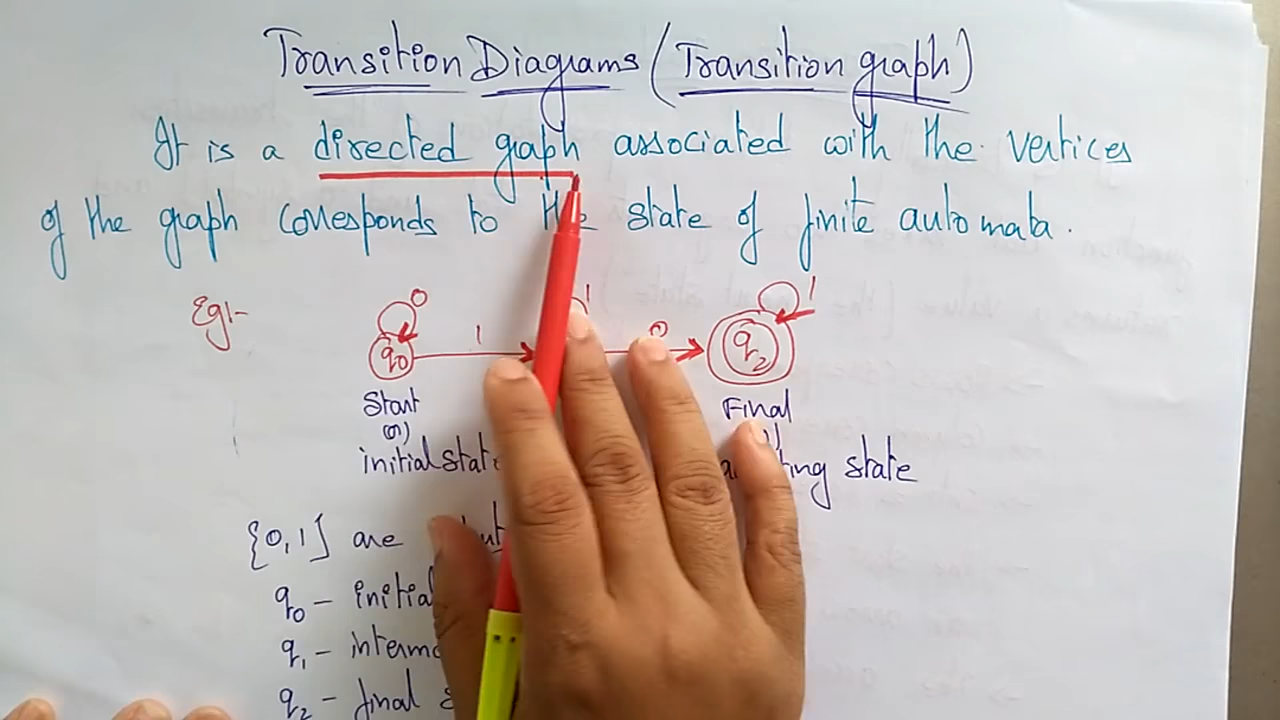 Transition Diagrams (Transition graph)
It is a directed graph associated with the vertices
of the graph corresponds to the state of finite automata.
Eg:-
0 1 1 0 1
q0 q2
Start Final
(or)
initial state state
{0,1} are
q0 -
q1 -
q2 - final